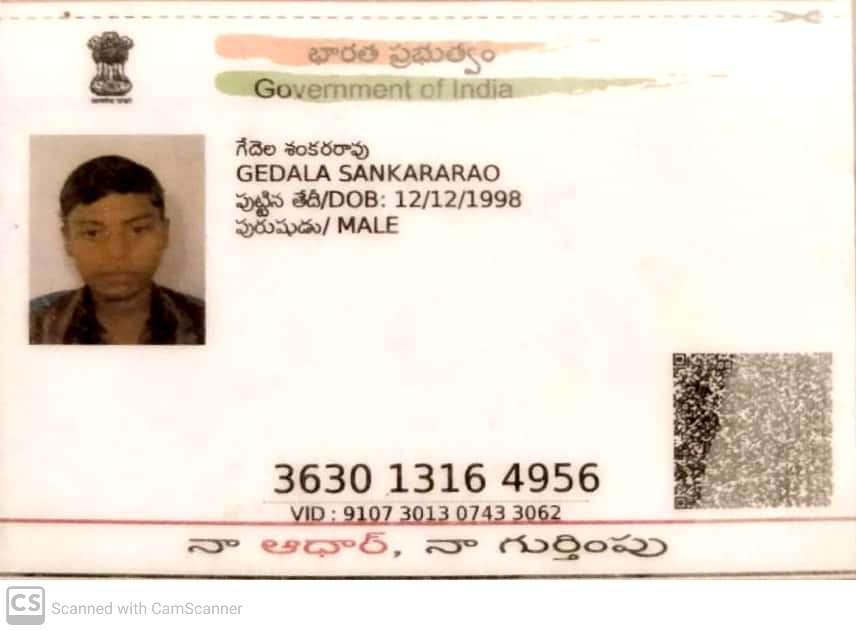 భారత ప్రభుత్వం
Government of India
గేదెల శంకరరావు
GEDALA SANKARARAO
పుట్టిన తేదీ/DOB: 12/12/1998
పురుషుడు/ MALE
3630 1316 4956
VID : 9107 3013 0743 3062
నా ఆధార్, నా గుర్తింపు
CS Scanned with CamScanner